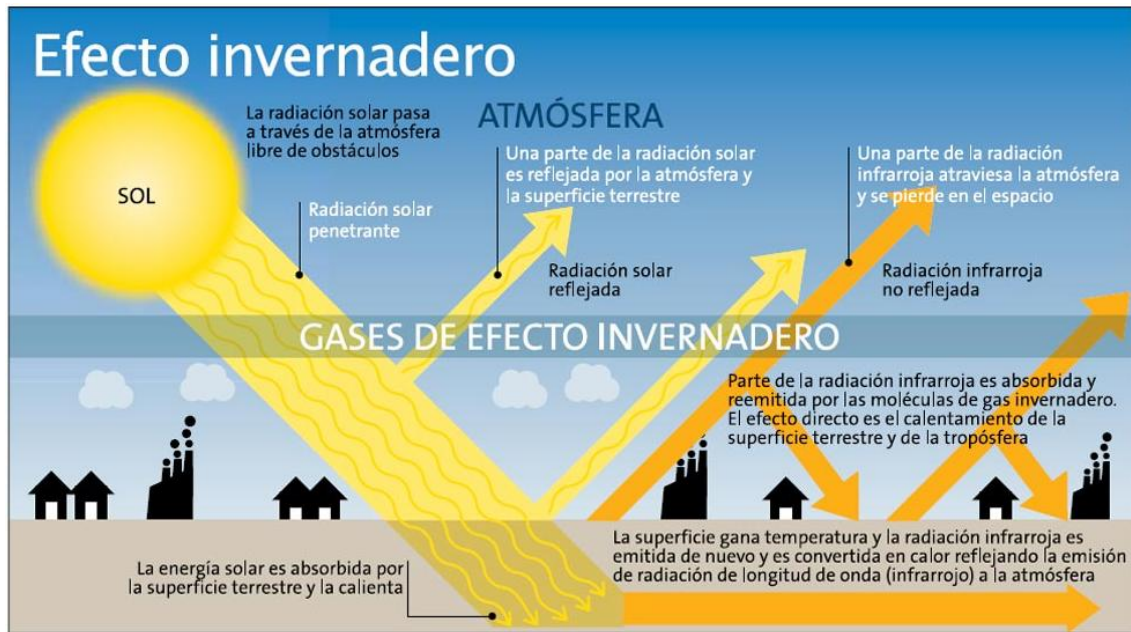 Efecto invernadero
SOL
La radiación solar pasa
a través de la atmósfera
libre de obstáculos
Radiación solar
penetrante
ATMÓSFERA
Una parte de la radiación solar
es reflejada por la atmósfera y
la superficie terrestre
Radiación solar
reflejada
Una parte de la radiación
infrarroja atraviesa la atmósfera
y se pierde en el espacio
Radiación infrarroja
no reflejada
GASES DE EFECTO INVERNADERO
Parte de la radiación infrarroja es absorbida y
reemitida por las moléculas de gas invernadero.
El efecto directo es el calentamiento de la
superficie terrestre y de la tropósfera
La energía solar es absorbida por
la superficie terrestre y la calienta
La superficie gana temperatura y la radiación infrarroja es
emitida de nuevo y es convertida en calor reflejando la emisión
de radiación de longitud de onda (infrarrojo) a la atmósfera